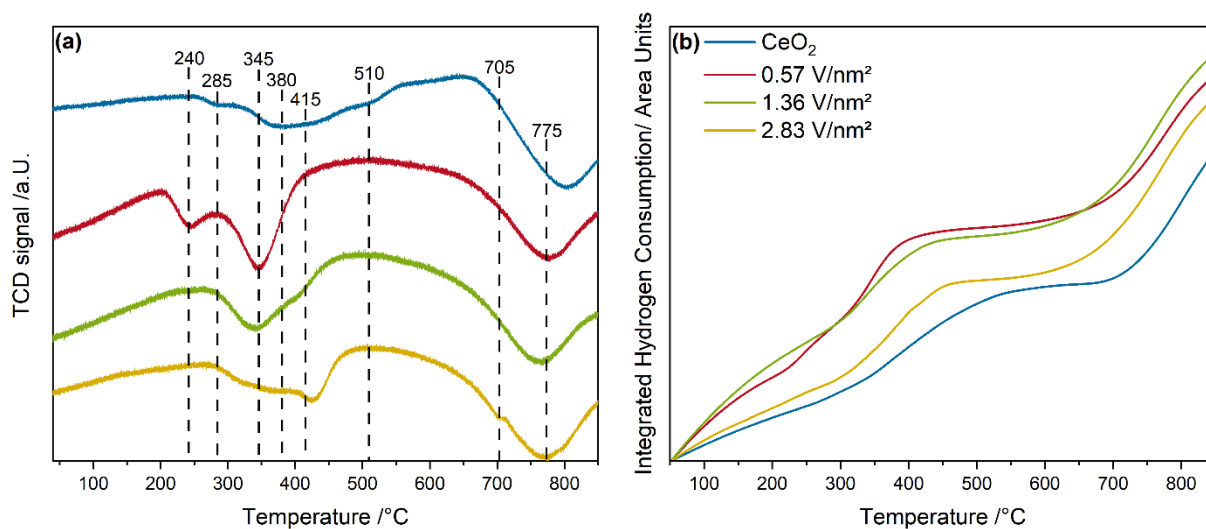 (a)
240
285
345
380
415
510
705
775
TCD signal /a.U.
100 200 300 400 500 600 700 800
Temperature /°C
(b)
CeO₂
0.57 V/nm²
1.36 V/nm²
2.83 V/nm²
Integrated Hydrogen Consumption/ Area Units
100 200 300 400 500 600 700 800
Temperature /°C